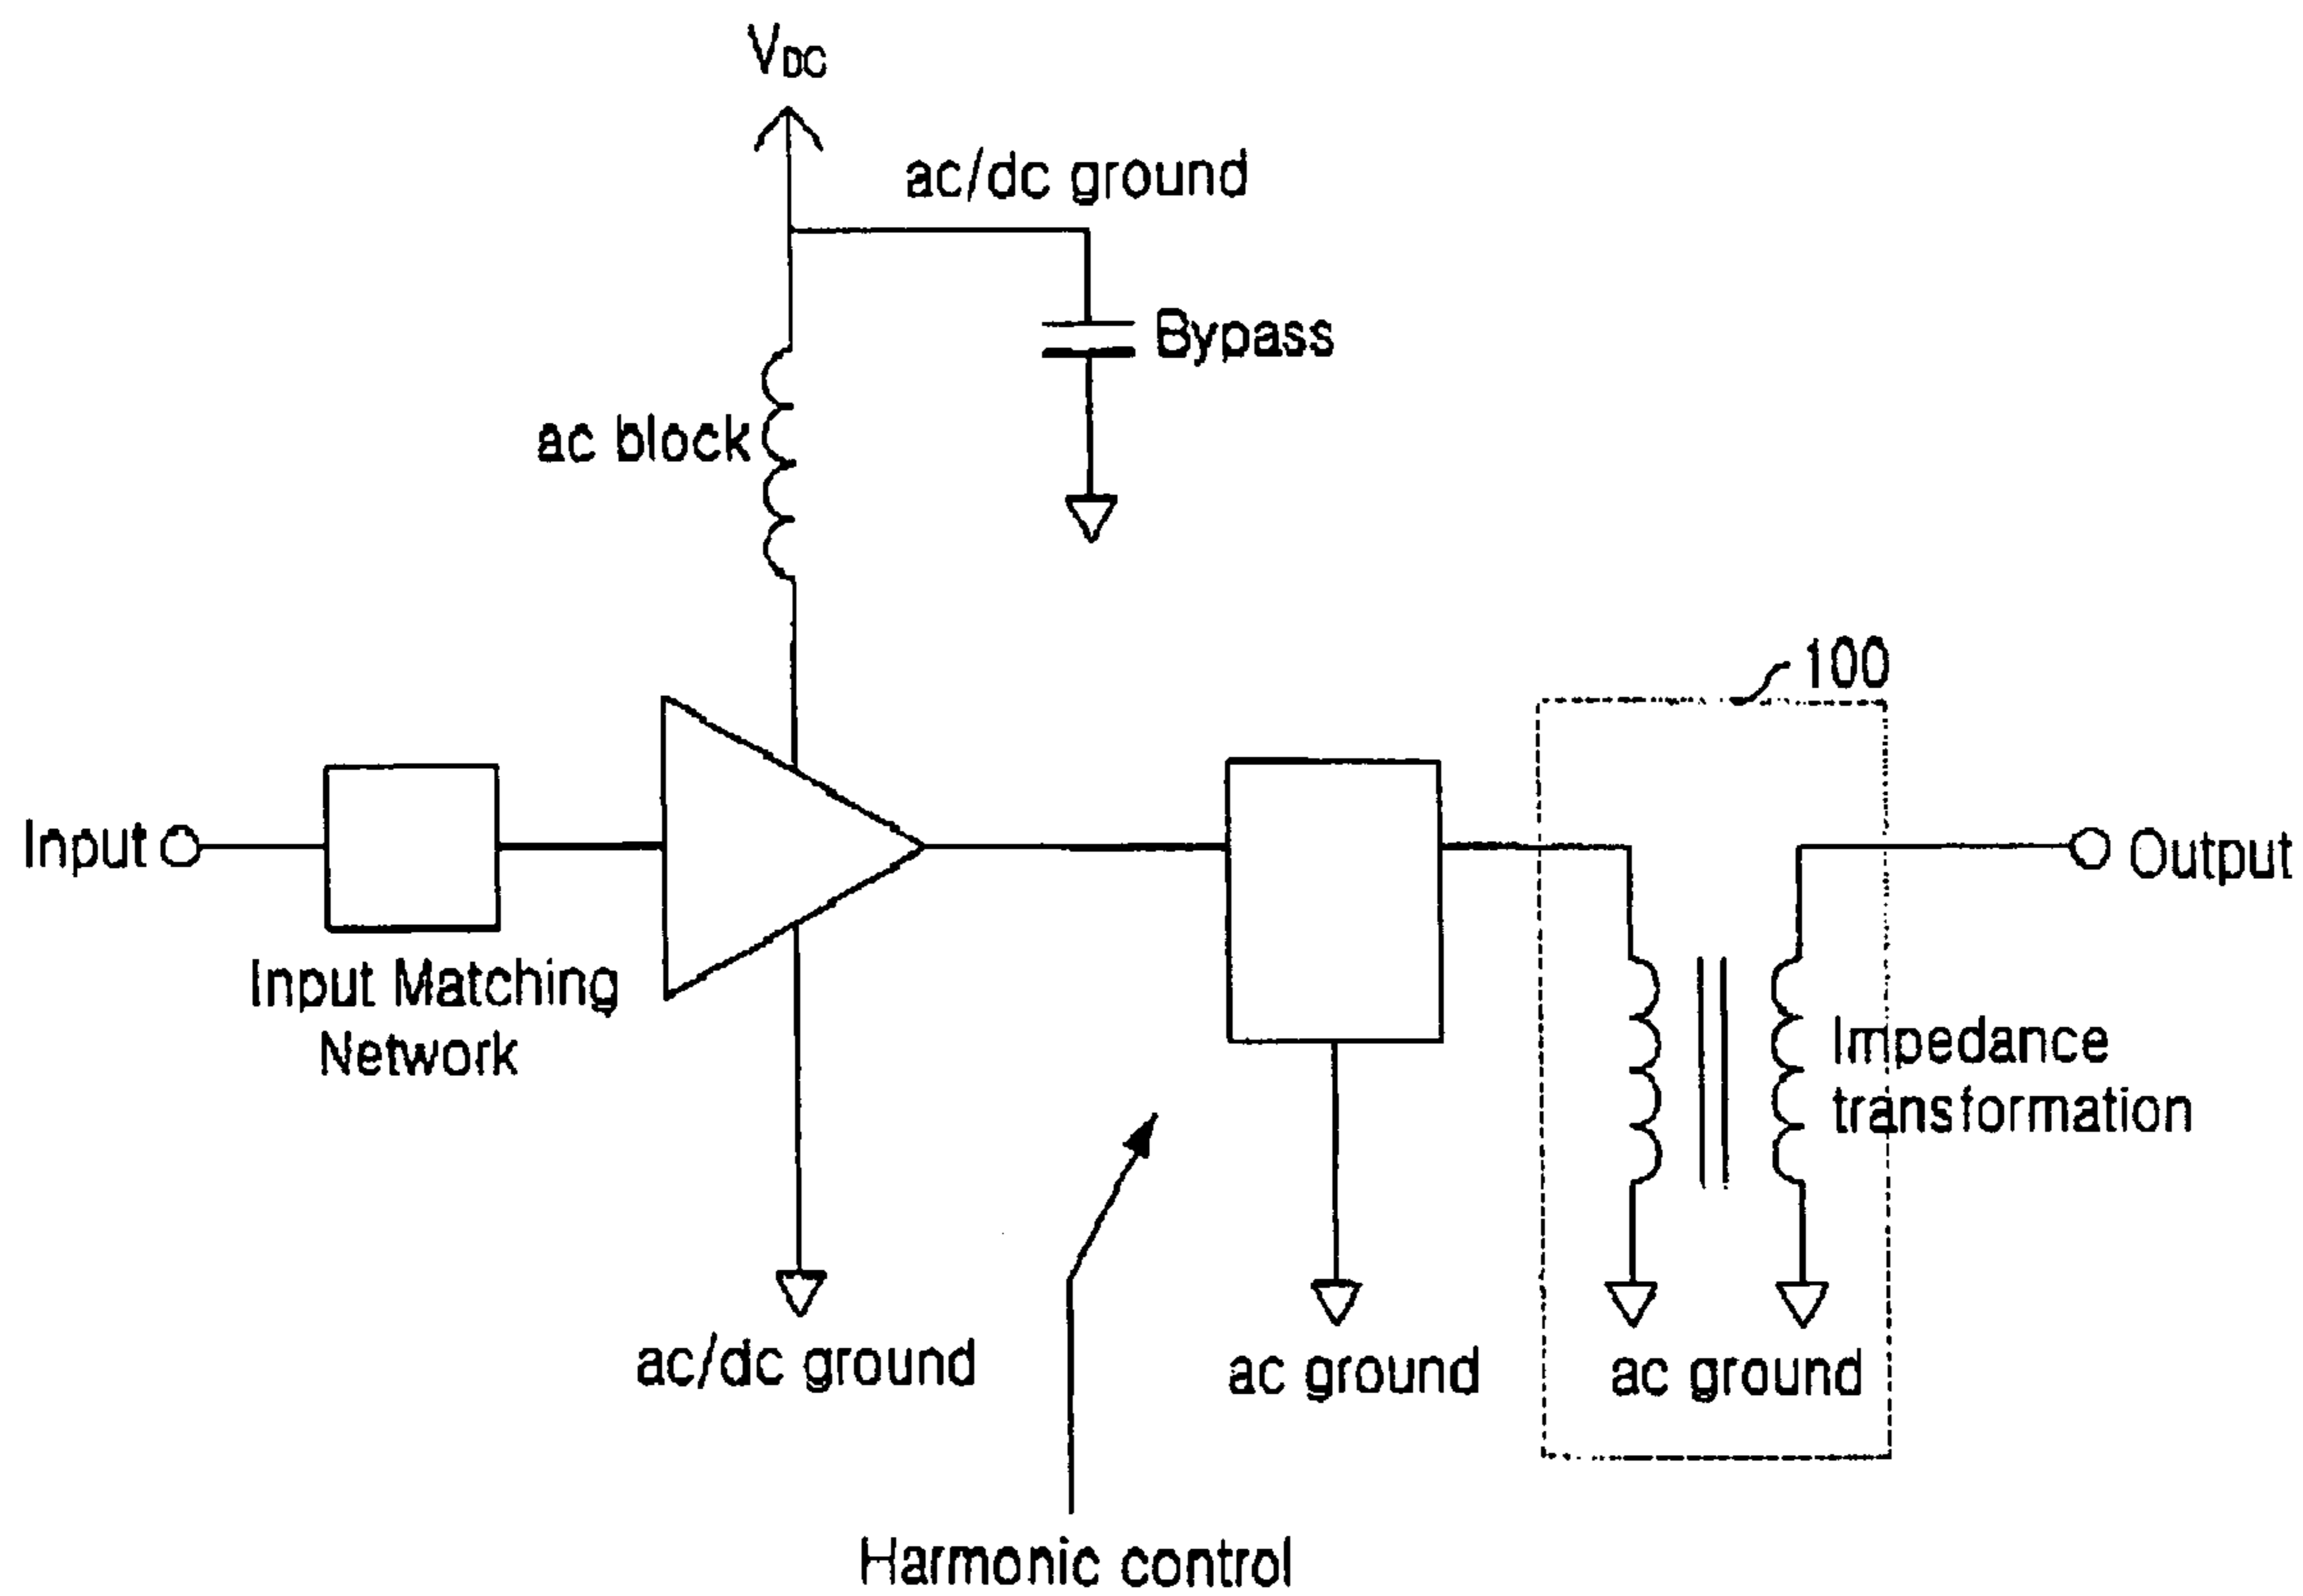 VDC
ac/dc ground
Bypass
ac block
100
Input
Output
Input Matching
Network
Impedance
transformation
ac/dc ground
ac ground
ac ground
Harmonic control